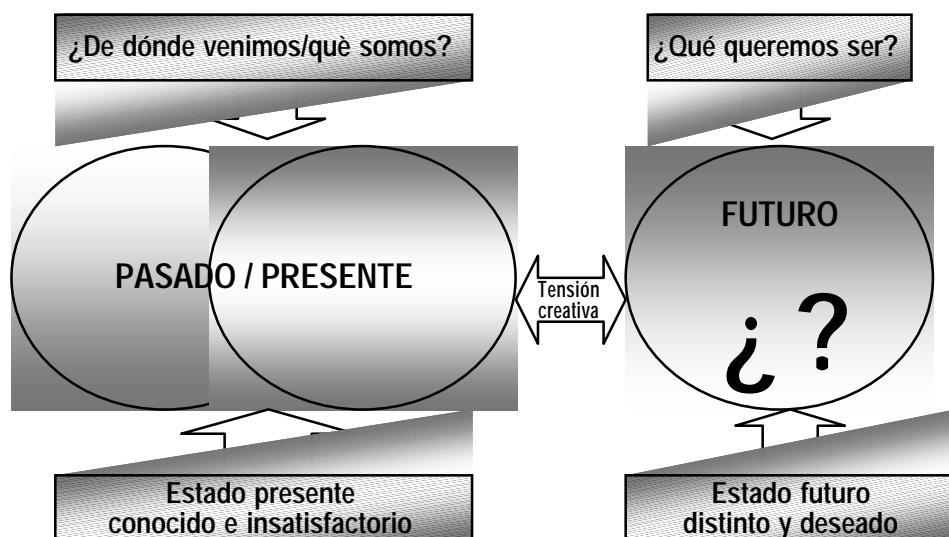 ¿De dónde venimos/què somos?
¿Qué queremos ser?
PASADO / PRESENTE
Tensión
creativa
FUTURO
¿ ?
Estado presente
conocido e insatisfactorio
Estado futuro
distinto y deseado